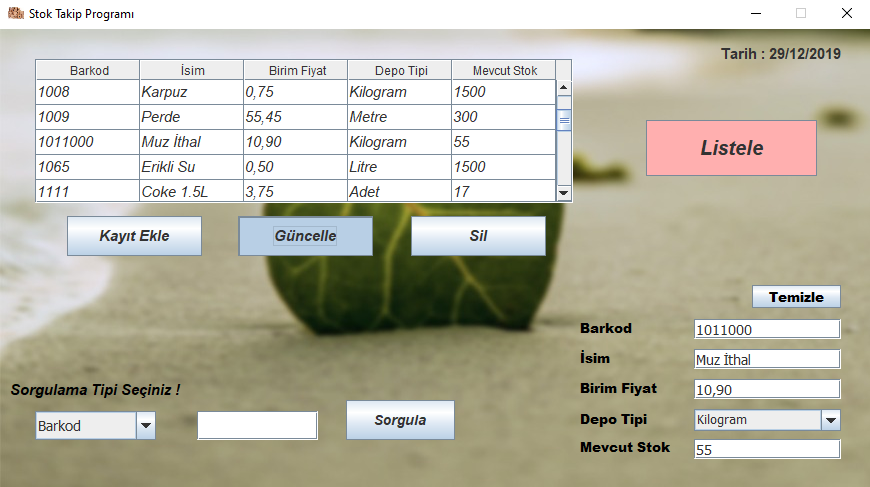 Stok Takip Programı
Tarih : 29/12/2019
Barkod İsim Birim Fiyat Depo Tipi Mevcut Stok
1008 Karpuz 0,75 Kilogram 1500
1009 Perde 55,45 Metre 300
1011000 Muz İthal 10,90 Kilogram 55
1065 Erikli Su 0,50 Litre 1500
1111 Coke 1.5L 3,75 Adet 17
Listele
Kayıt Ekle Güncelle Sil
Temizle
Barkod 1011000
İsim Muz İthal
Birim Fiyat 10,90
Depo Tipi Kilogram
Mevcut Stok 55
Sorgulama Tipi Seçiniz !
Barkod Sorgula